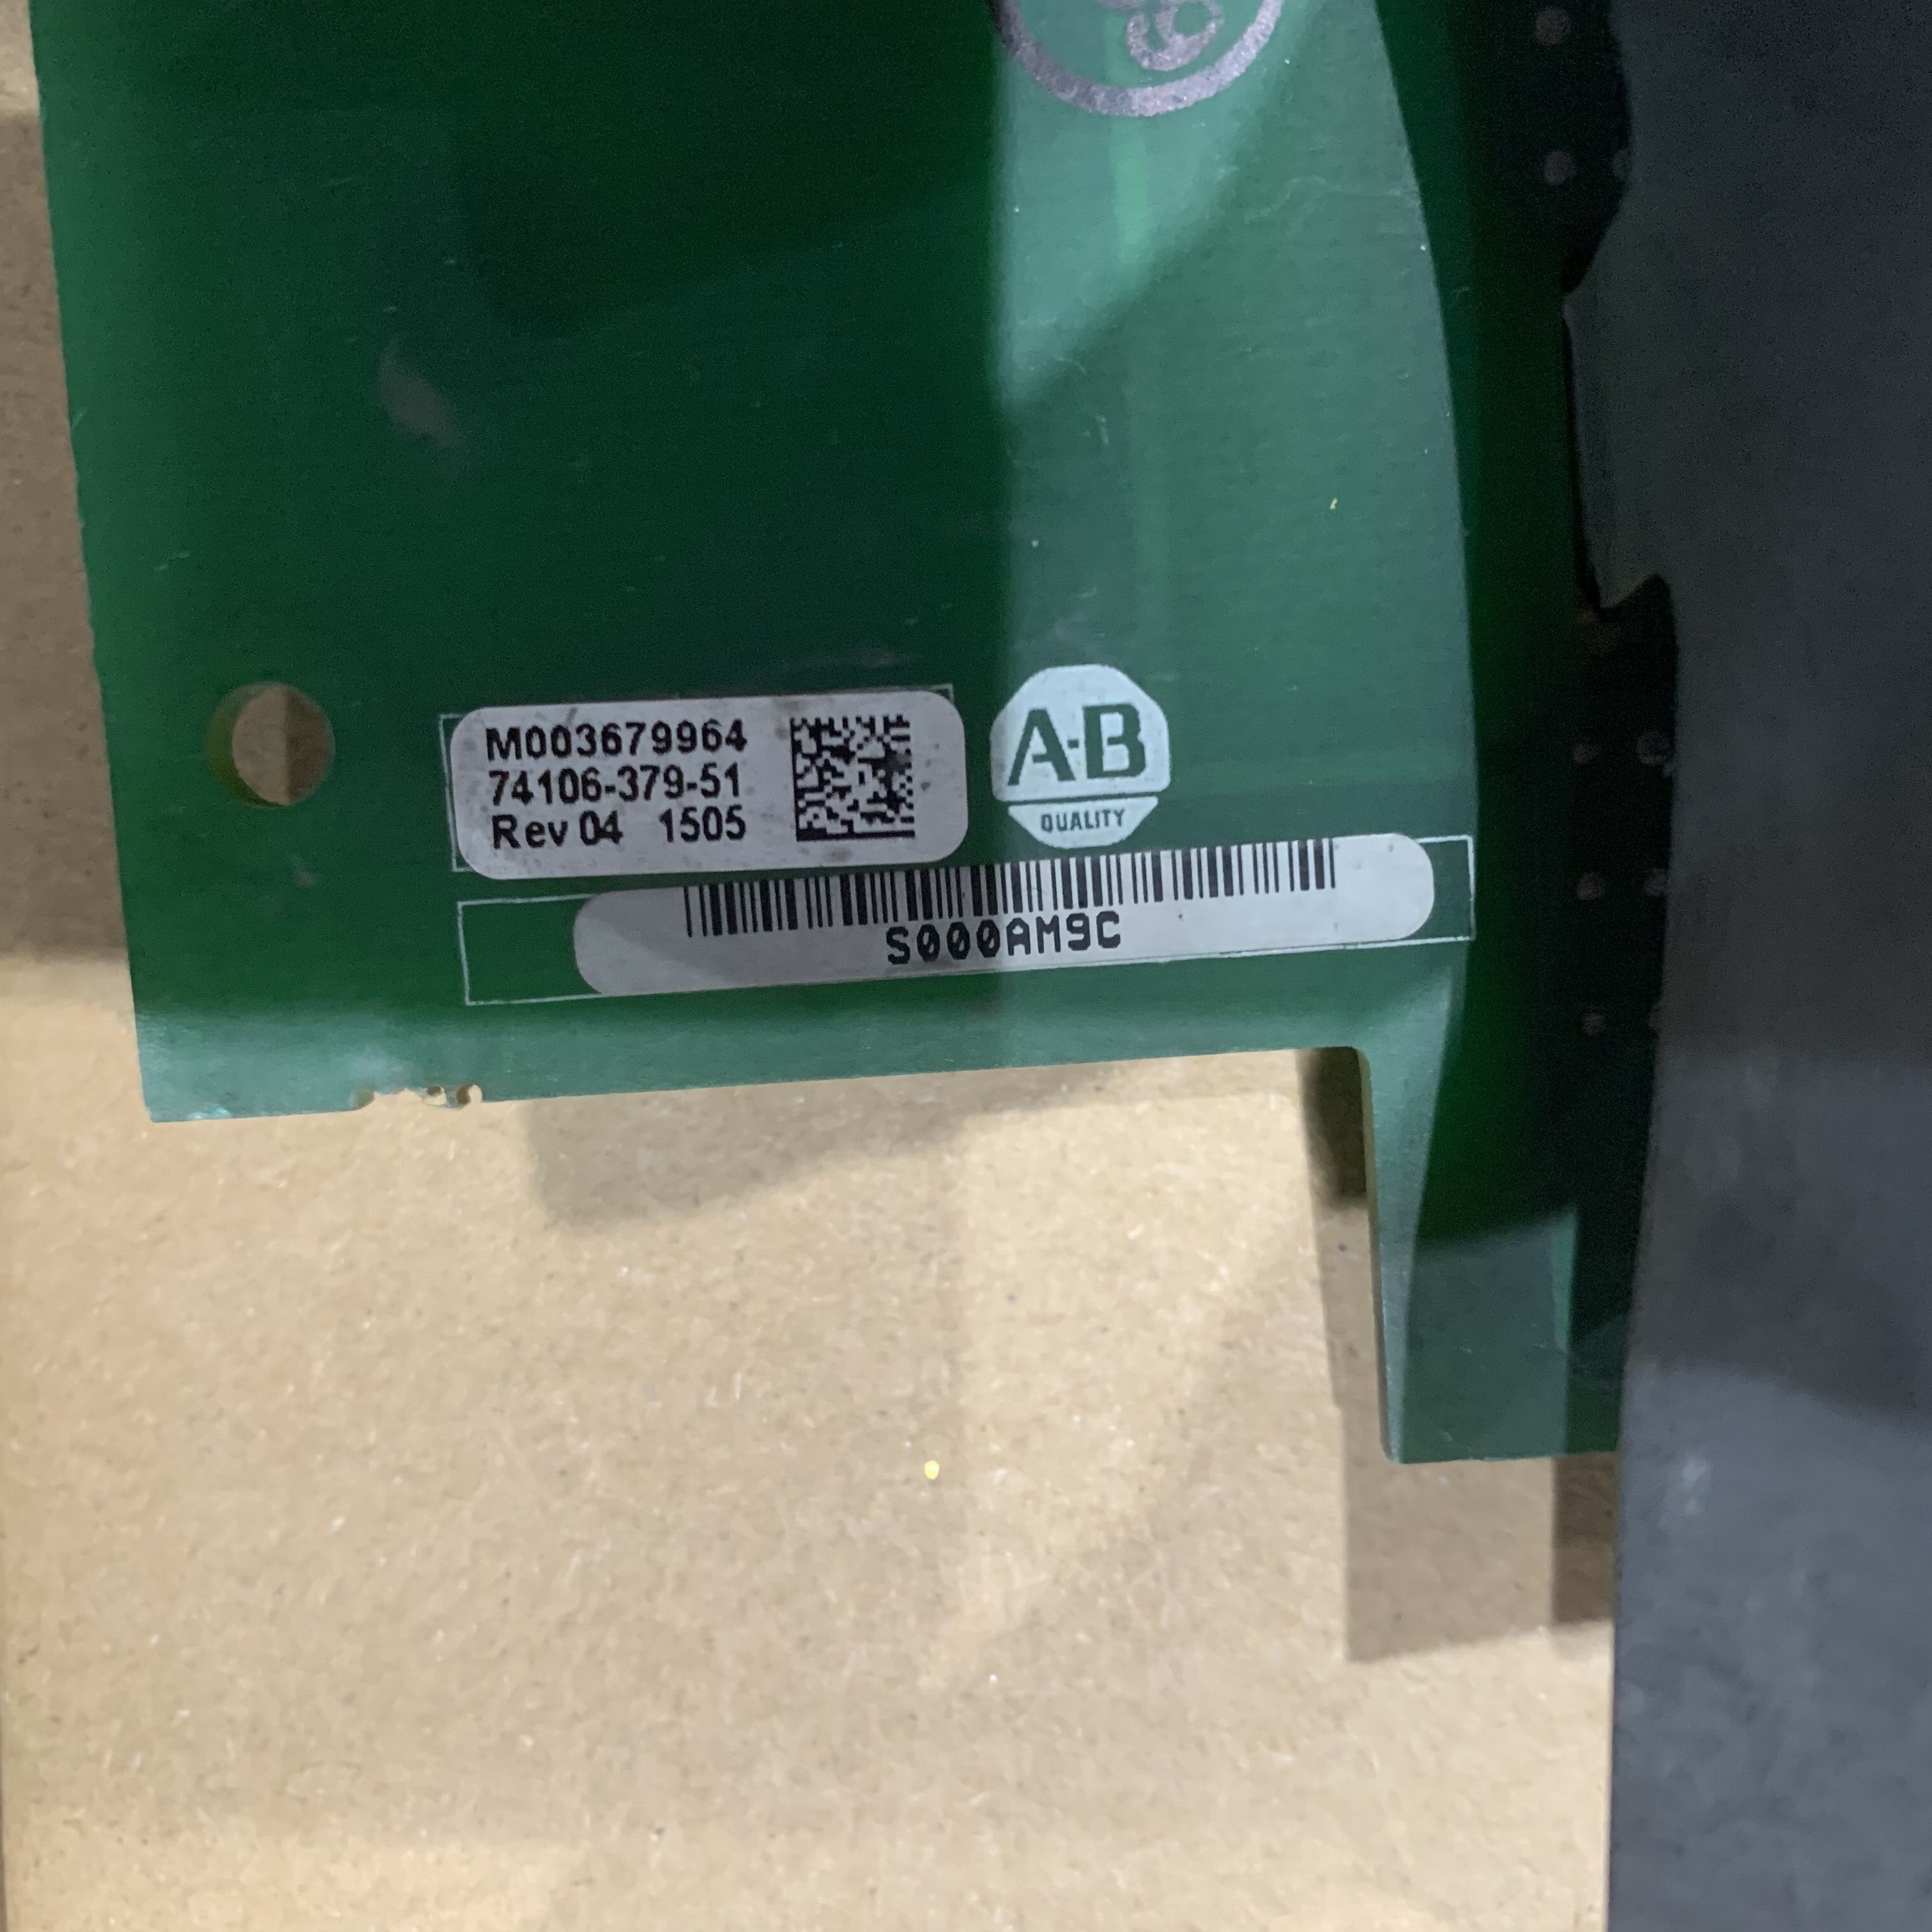 M003679964
74106-379-51
Rev 04 1505
A-B
QUALITY
S000AM9C